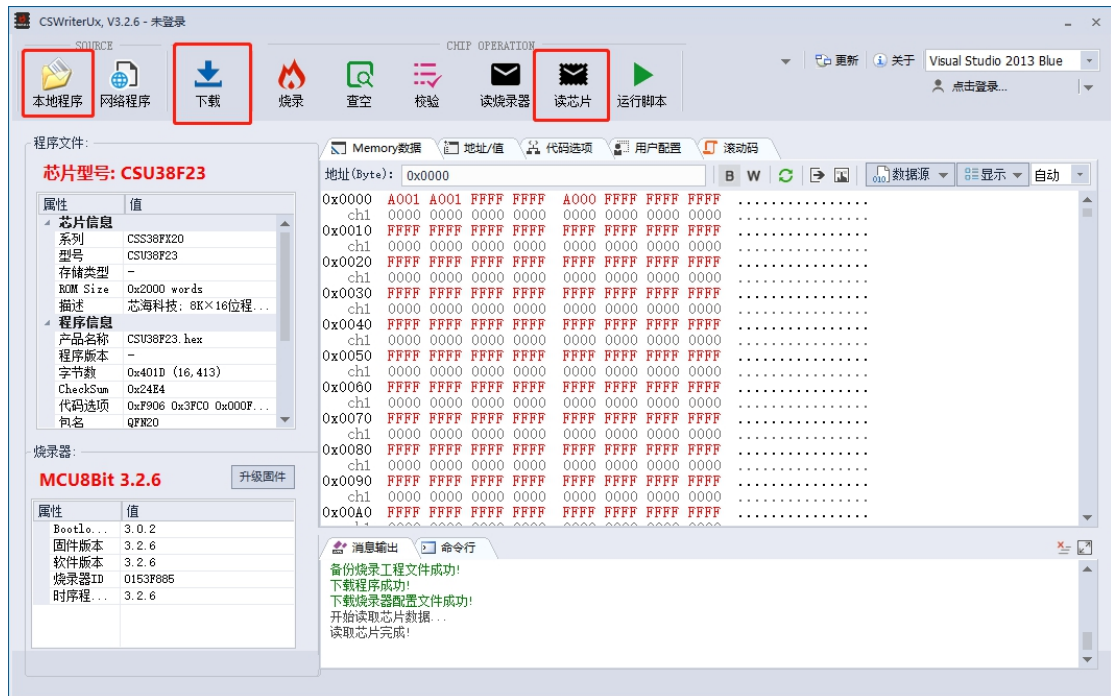 CSWriterUx, V3.2.6 - 未登录
SOURCE
CHIP OPERATION
本地程序 网络程序 下载 烧录 查空 校验 读烧录器 读芯片 运行脚本
更新 关于 Visual Studio 2013 Blue
点击登录...
程序文件:
芯片型号: CSU38F23
属性 值
芯片信息
系列 CSS38FX20
型号 CSU38F23
存储类型 -
ROM Size 0x2000 words
描述 芯海科技: 8K×16位程...
程序信息
产品名称 CSU38F23.hex
程序版本 -
字节数 0x401D (16,413)
CheckSum 0x24E4
代码选项 0xF906 0x3FC0 0x000F...
包名 QFN20
烧录器:
MCU8Bit 3.2.6 升级固件
属性 值
Bootlo... 3.0.2
固件版本 3.2.6
软件版本 3.2.6
烧录器ID 0153F885
时序程... 3.2.6
Memory数据 地址/值 代码选项 用户配置 滚动码
地址(Byte): 0x0000 B W 数据源 显示 自动
0x0000 A001 A001 FFFF FFFF A000 FFFF FFFF FFFF ................
ch1 0000 0000 0000 0000 0000 0000 0000 0000 ................
0x0010 FFFF FFFF FFFF FFFF FFFF FFFF FFFF FFFF ................
ch1 0000 0000 0000 0000 0000 0000 0000 0000 ................
0x0020 FFFF FFFF FFFF FFFF FFFF FFFF FFFF FFFF ................
ch1 0000 0000 0000 0000 0000 0000 0000 0000 ................
0x0030 FFFF FFFF FFFF FFFF FFFF FFFF FFFF FFFF ................
ch1 0000 0000 0000 0000 0000 0000 0000 0000 ................
0x0040 FFFF FFFF FFFF FFFF FFFF FFFF FFFF FFFF ................
ch1 0000 0000 0000 0000 0000 0000 0000 0000 ................
0x0050 FFFF FFFF FFFF FFFF FFFF FFFF FFFF FFFF ................
ch1 0000 0000 0000 0000 0000 0000 0000 0000 ................
0x0060 FFFF FFFF FFFF FFFF FFFF FFFF FFFF FFFF ................
ch1 0000 0000 0000 0000 0000 0000 0000 0000 ................
0x0070 FFFF FFFF FFFF FFFF FFFF FFFF FFFF FFFF ................
ch1 0000 0000 0000 0000 0000 0000 0000 0000 ................
0x0080 FFFF FFFF FFFF FFFF FFFF FFFF FFFF FFFF ................
ch1 0000 0000 0000 0000 0000 0000 0000 0000 ................
0x0090 FFFF FFFF FFFF FFFF FFFF FFFF FFFF FFFF ................
ch1 0000 0000 0000 0000 0000 0000 0000 0000 ................
0x00A0 FFFF FFFF FFFF FFFF FFFF FFFF FFFF FFFF ................
消息输出 命令行
备份烧录工程文件成功!
下载程序成功!
下载烧录器配置文件成功!
开始读取芯片数据...
读取芯片完成!